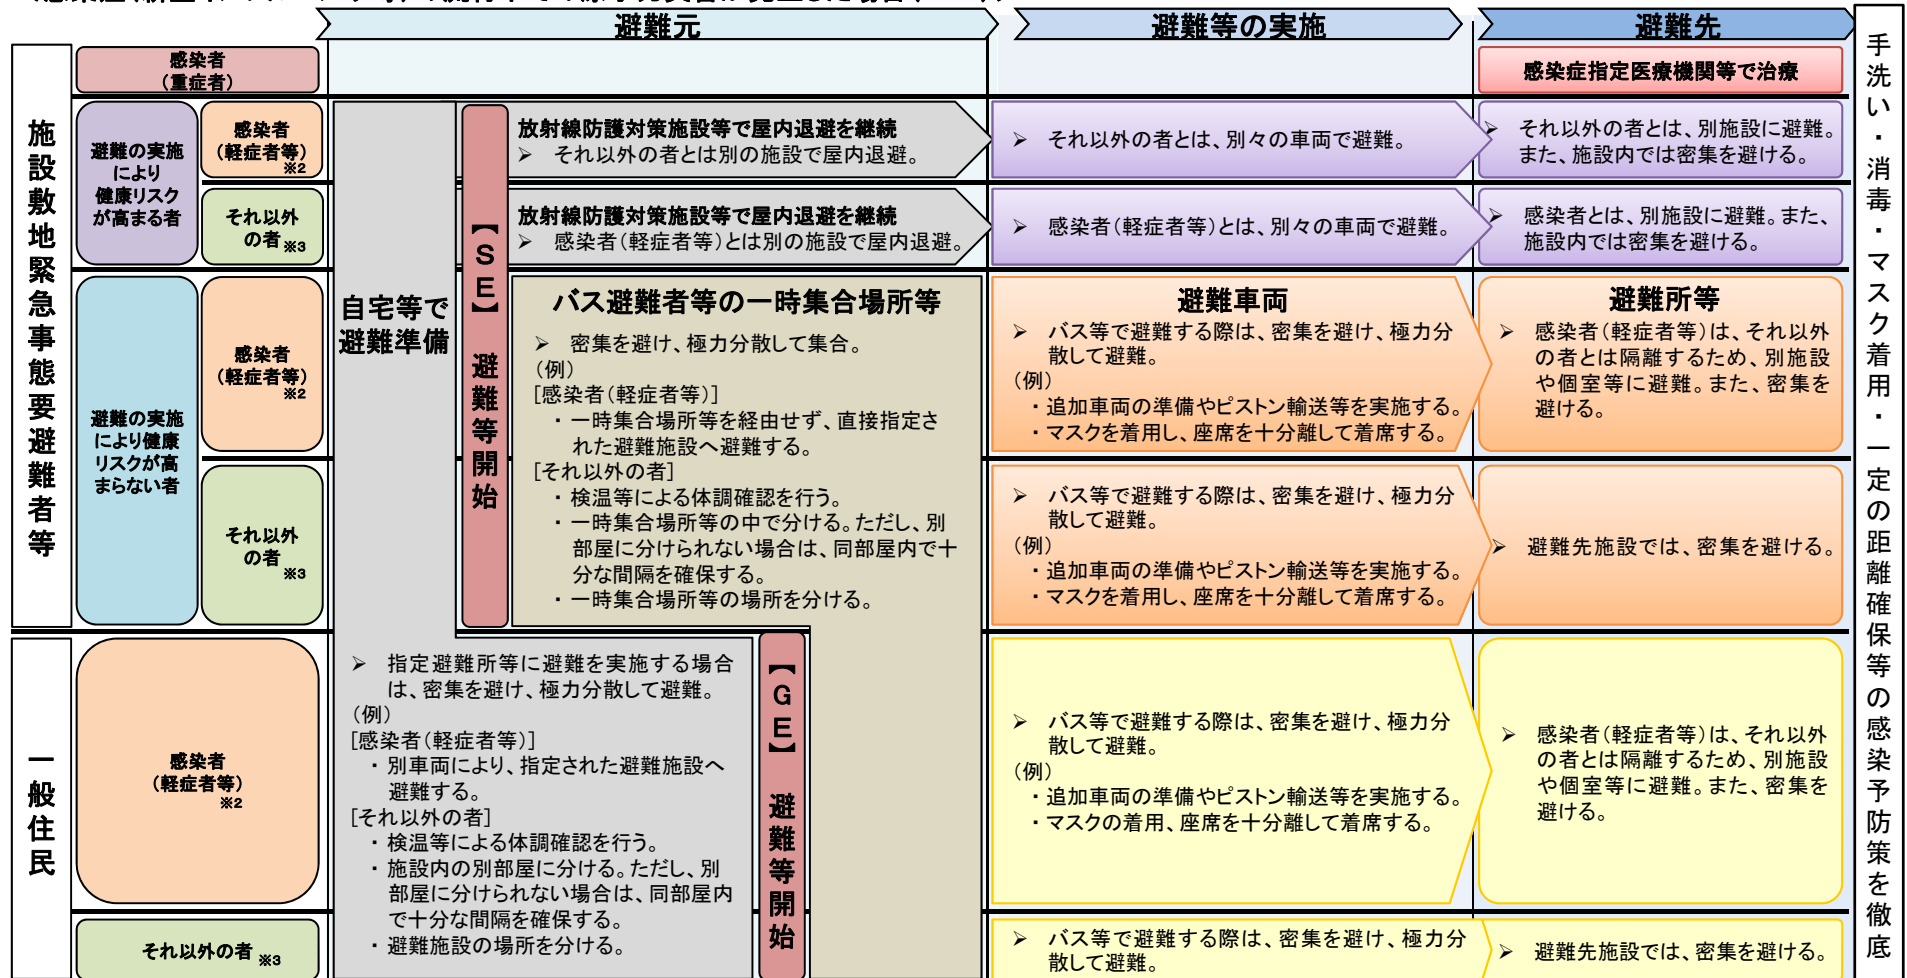 避難元
避難等の実施
避難先
施設敷地緊急事態要避難者等
感染者
（重症者）
感染症指定医療機関等で治療
避難の実施
により
健康リスク
が高まる者
感染者
（軽症者等）
※2
それ以外
の者 ※3
避難の実施
により健康
リスクが高
まらない者
感染者
（軽症者等）
※2
それ以外
の者
※3
自宅等で
避難準備
【SE】 避難等開始
放射線防護対策施設等で屋内退避を継続
➢ それ以外の者とは別の施設で屋内退避。
➢ それ以外の者とは、別々の車両で避難。
➢ それ以外の者とは、別施設に避難。
また、施設内では密集を避ける。
放射線防護対策施設等で屋内退避を継続
➢ 感染者（軽症者等）とは別の施設で屋内退避。
➢ 感染者（軽症者等）とは、別々の車両で避難。
➢ 感染者とは、別施設に避難。また、
施設内では密集を避ける。
バス避難者等の一時集合場所等
➢ 密集を避け、極力分散して集合。
（例）
[感染者（軽症者等）]
・一時集合場所等を経由せず、直接指定さ
れた避難施設へ避難する。
[それ以外の者]
・検温等による体調確認を行う。
・一時集合場所等の中で分ける。ただし、別
部屋に分けられない場合は、同部屋内で十
分な間隔を確保する。
・一時集合場所等の場所を分ける。
避難車両
➢ バス等で避難する際は、密集を避け、極力分
散して避難。
（例）
・追加車両の準備やピストン輸送等を実施する。
・マスクを着用し、座席を十分離して着席する。
避難所等
➢ 感染者（軽症者等）は、それ以外
の者とは隔離するため、別施設
や個室等に避難。また、密集を
避ける。
➢ バス等で避難する際は、密集を避け、極力分
散して避難。
（例）
・追加車両の準備やピストン輸送等を実施する。
・マスクを着用し、座席を十分離して着席する。
➢ 避難先施設では、密集を避ける。
一般住民
感染者
（軽症者等）
※2
それ以外の者 ※3
➢ 指定避難所等に避難を実施する場合
は、密集を避け、極力分散して避難。
（例）
[感染者（軽症者等）]
・別車両により、指定された避難施設へ
避難する。
[それ以外の者]
・検温等による体調確認を行う。
・施設内の別部屋に分ける。ただし、別
部屋に分けられない場合は、同部屋内
で十分な間隔を確保する。
・避難施設の場所を分ける。
【GE】 避難等開始
➢ バス等で避難する際は、密集を避け、極力分
散して避難。
（例）
・追加車両の準備やピストン輸送等を実施する。
・マスクの着用、座席を十分離して着席する。
➢ 感染者（軽症者等）は、それ以外
の者とは隔離するため、別施設
や個室等に避難。また、密集を
避ける。
➢ バス等で避難する際は、密集を避け、極力分
散して避難。
➢ 避難先施設では、密集を避ける。
手洗い・消毒・マスク着用・一定の距離確保等の感染予防策を徹底